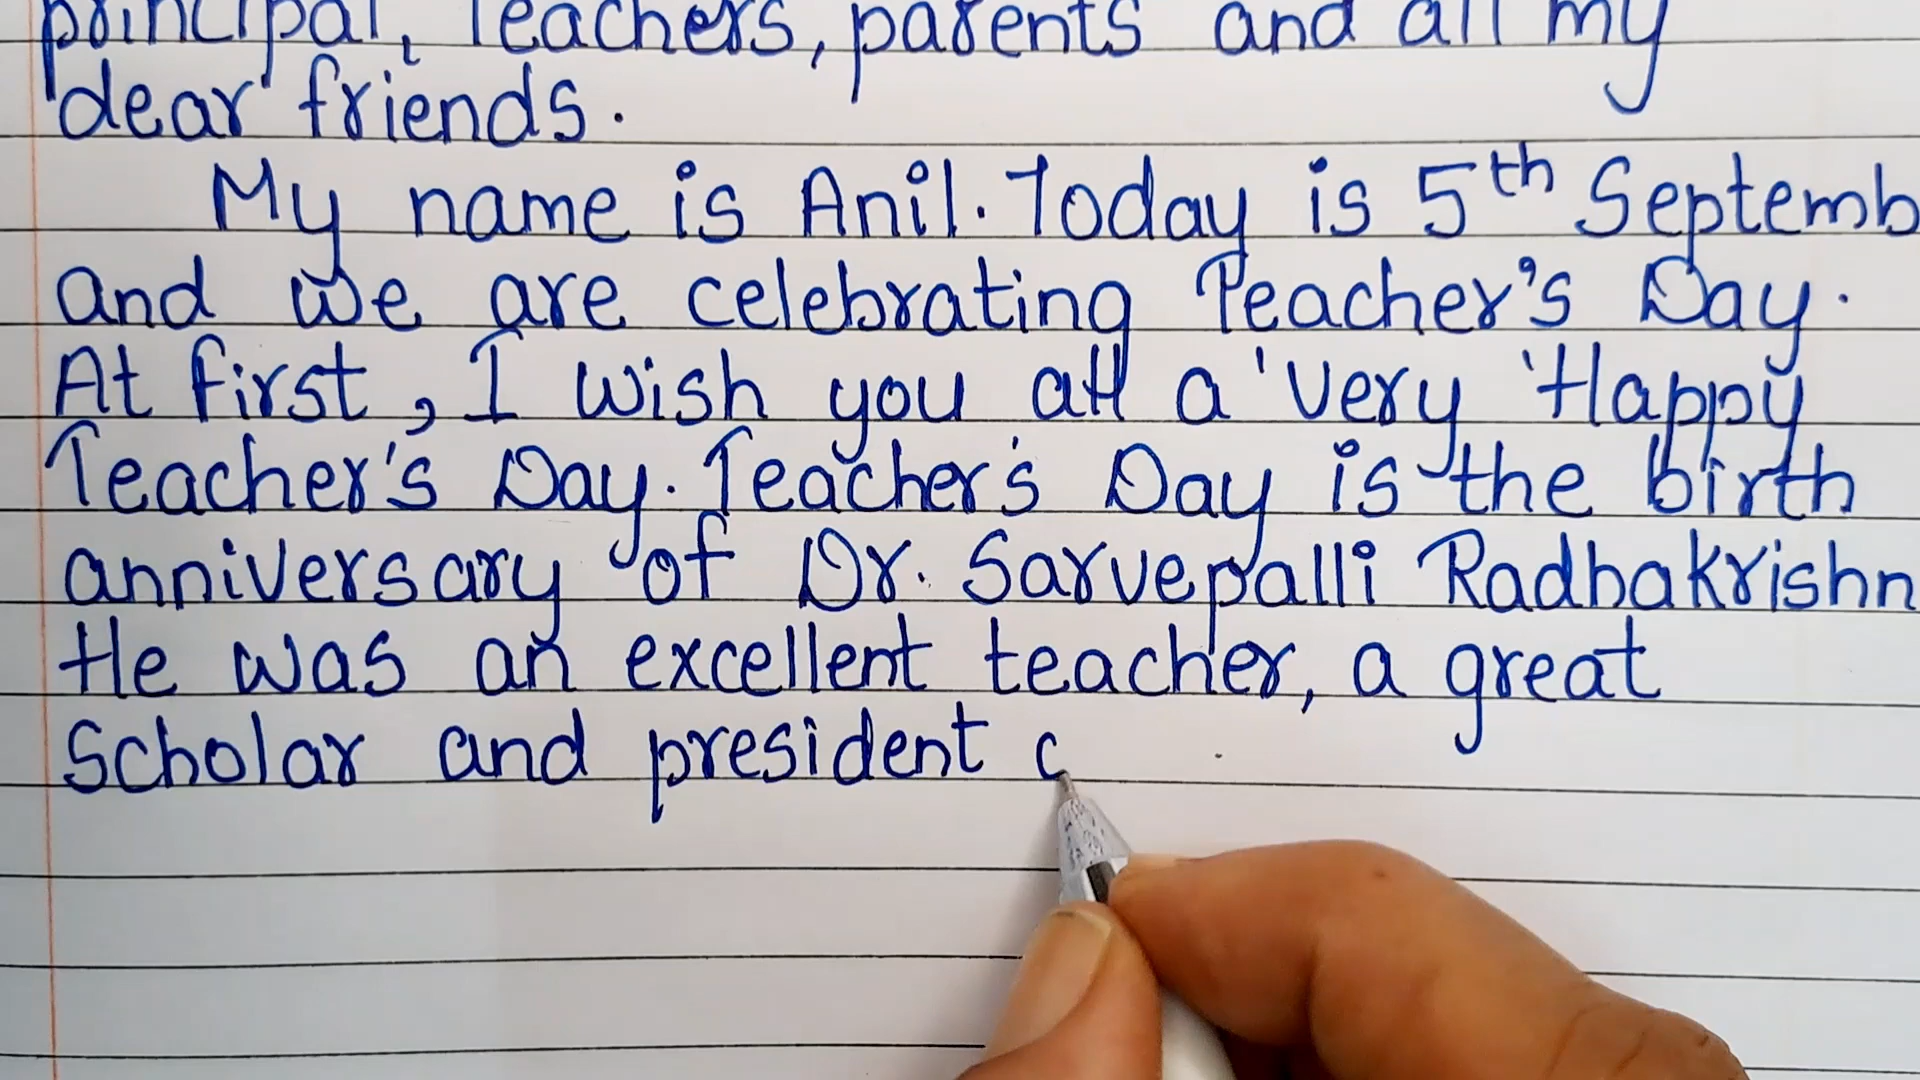 principal, Teachers, parents and all my
dear friends.
My name is Anil. Today is 5th Septemb
and we are celebrating Teacher's Day.
At first, I wish you all a very Happy
Teacher's Day. Teacher's Day is the birth
anniversary of Dr. Sarvepalli Radhakrishn
He was an excellent teacher, a great
Scholar and president